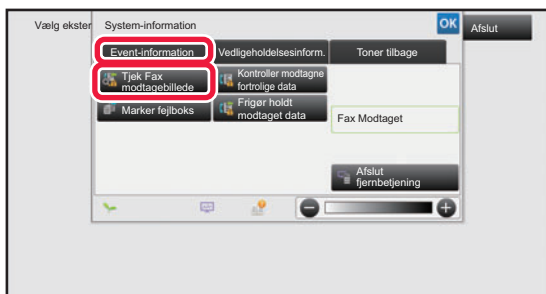 Vælg ekster
System-information
OK
Afslut
Event-information
Vedligeholdelsesinform.
Toner tilbage
Tjek Fax
modtagebillede
Kontroller modtagne
fortrolige data
Marker fejlboks
Frigør holdt
modtaget data
Fax Modtaget
Afslut
fjernbetjening